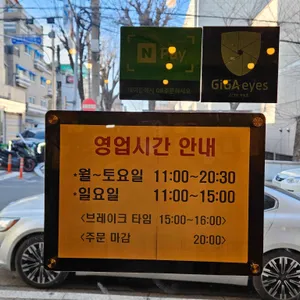 N Pay
GiGA eyes
영업시간 안내
·월~토요일 11:00~20:30
·일요일 11:00~15:00
<브레이크 타임 15:00~16:00>
<주문 마감 20:00>